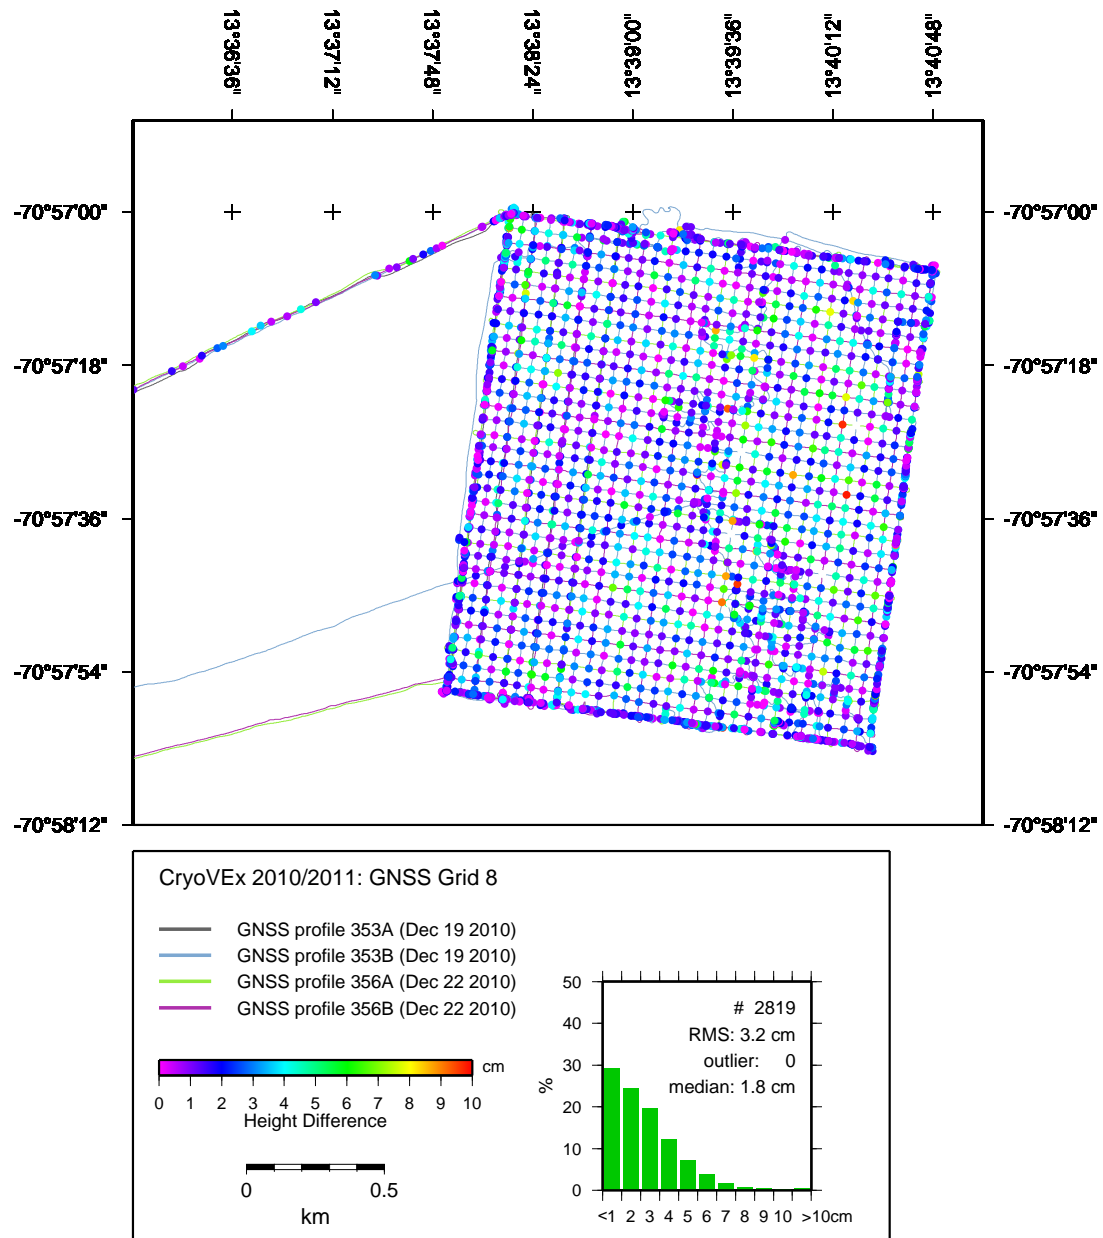 13°36'36" 13°37'12" 13°37'48" 13°38'24" 13°39'00" 13°39'36" 13°40'12" 13°40'48"
-70°57'00" -70°57'00"
-70°57'18" -70°57'18"
-70°57'36" -70°57'36"
-70°57'54" -70°57'54"
-70°58'12" -70°58'12"
CryoVEx 2010/2011: GNSS Grid 8
GNSS profile 353A (Dec 19 2010)
GNSS profile 353B (Dec 19 2010)
GNSS profile 356A (Dec 22 2010)
GNSS profile 356B (Dec 22 2010)
cm
0 1 2 3 4 5 6 7 8 9 10
Height Difference
0 0.5
km
50
40
30
20
10
0
%
# 2819
RMS: 3.2 cm
outlier: 0
median: 1.8 cm
<1 2 3 4 5 6 7 8 9 10 >10cm